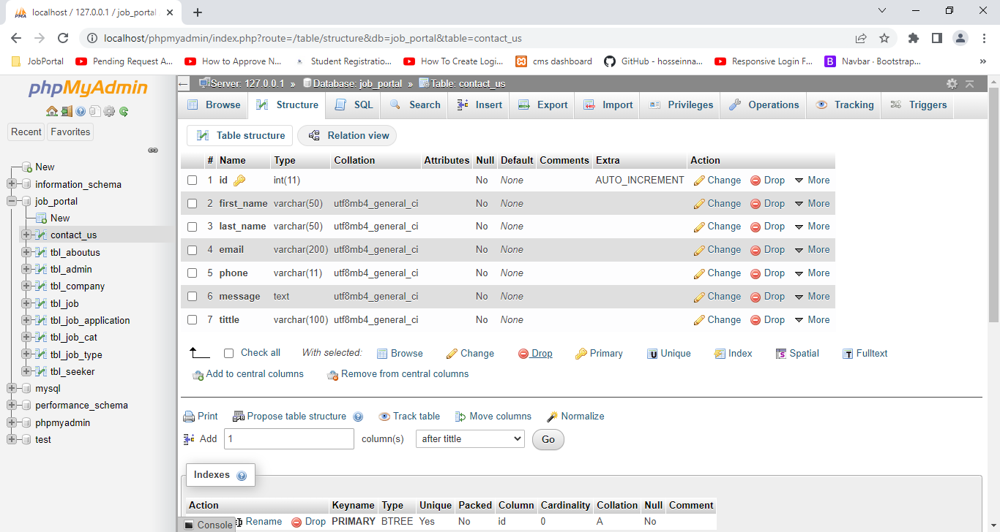 localhost / 127.0.0.1 / job_portal
localhost/phpmyadmin/index.php?route=/table/structure&db=job_portal&table=contact_us
JobPortal Pending Request A... How to Approve N... Student Registratio... How To Create Logi... cms dashboard GitHub - hosseinna... Responsive Login F... Navbar · Bootstrap... »
phpMyAdmin
Recent Favorites
New
information_schema
job_portal
New
contact_us
tbl_aboutus
tbl_admin
tbl_company
tbl_job
tbl_job_application
tbl_job_cat
tbl_job_type
tbl_seeker
mysql
performance_schema
phpmyadmin
test
Server: 127.0.0.1 » Database: job_portal » Table: contact_us
Browse Structure SQL Search Insert Export Import Privileges Operations Tracking Triggers
Table structure Relation view
# Name Type Collation Attributes Null Default Comments Extra Action
1 id int(11) No None AUTO_INCREMENT Change Drop More
2 first_name varchar(50) utf8mb4_general_ci No None Change Drop More
3 last_name varchar(50) utf8mb4_general_ci No None Change Drop More
4 email varchar(200) utf8mb4_general_ci No None Change Drop More
5 phone varchar(11) utf8mb4_general_ci No None Change Drop More
6 message text utf8mb4_general_ci No None Change Drop More
7 tittle varchar(100) utf8mb4_general_ci No None Change Drop More
Check all With selected: Browse Change Drop Primary Unique Index Spatial Fulltext
Add to central columns Remove from central columns
Print Propose table structure Track table Move columns Normalize
Add 1 column(s) after tittle Go
Indexes
Action Keyname Type Unique Packed Column Cardinality Collation Null Comment
Rename Drop PRIMARY BTREE Yes No id 0 A No
Console